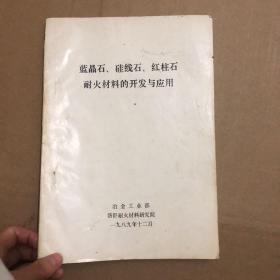 蓝晶石、硅线石、红柱石
耐火材料的开发与应用
冶金工业部
洛阳耐火材料研究院
一九八九年十二月